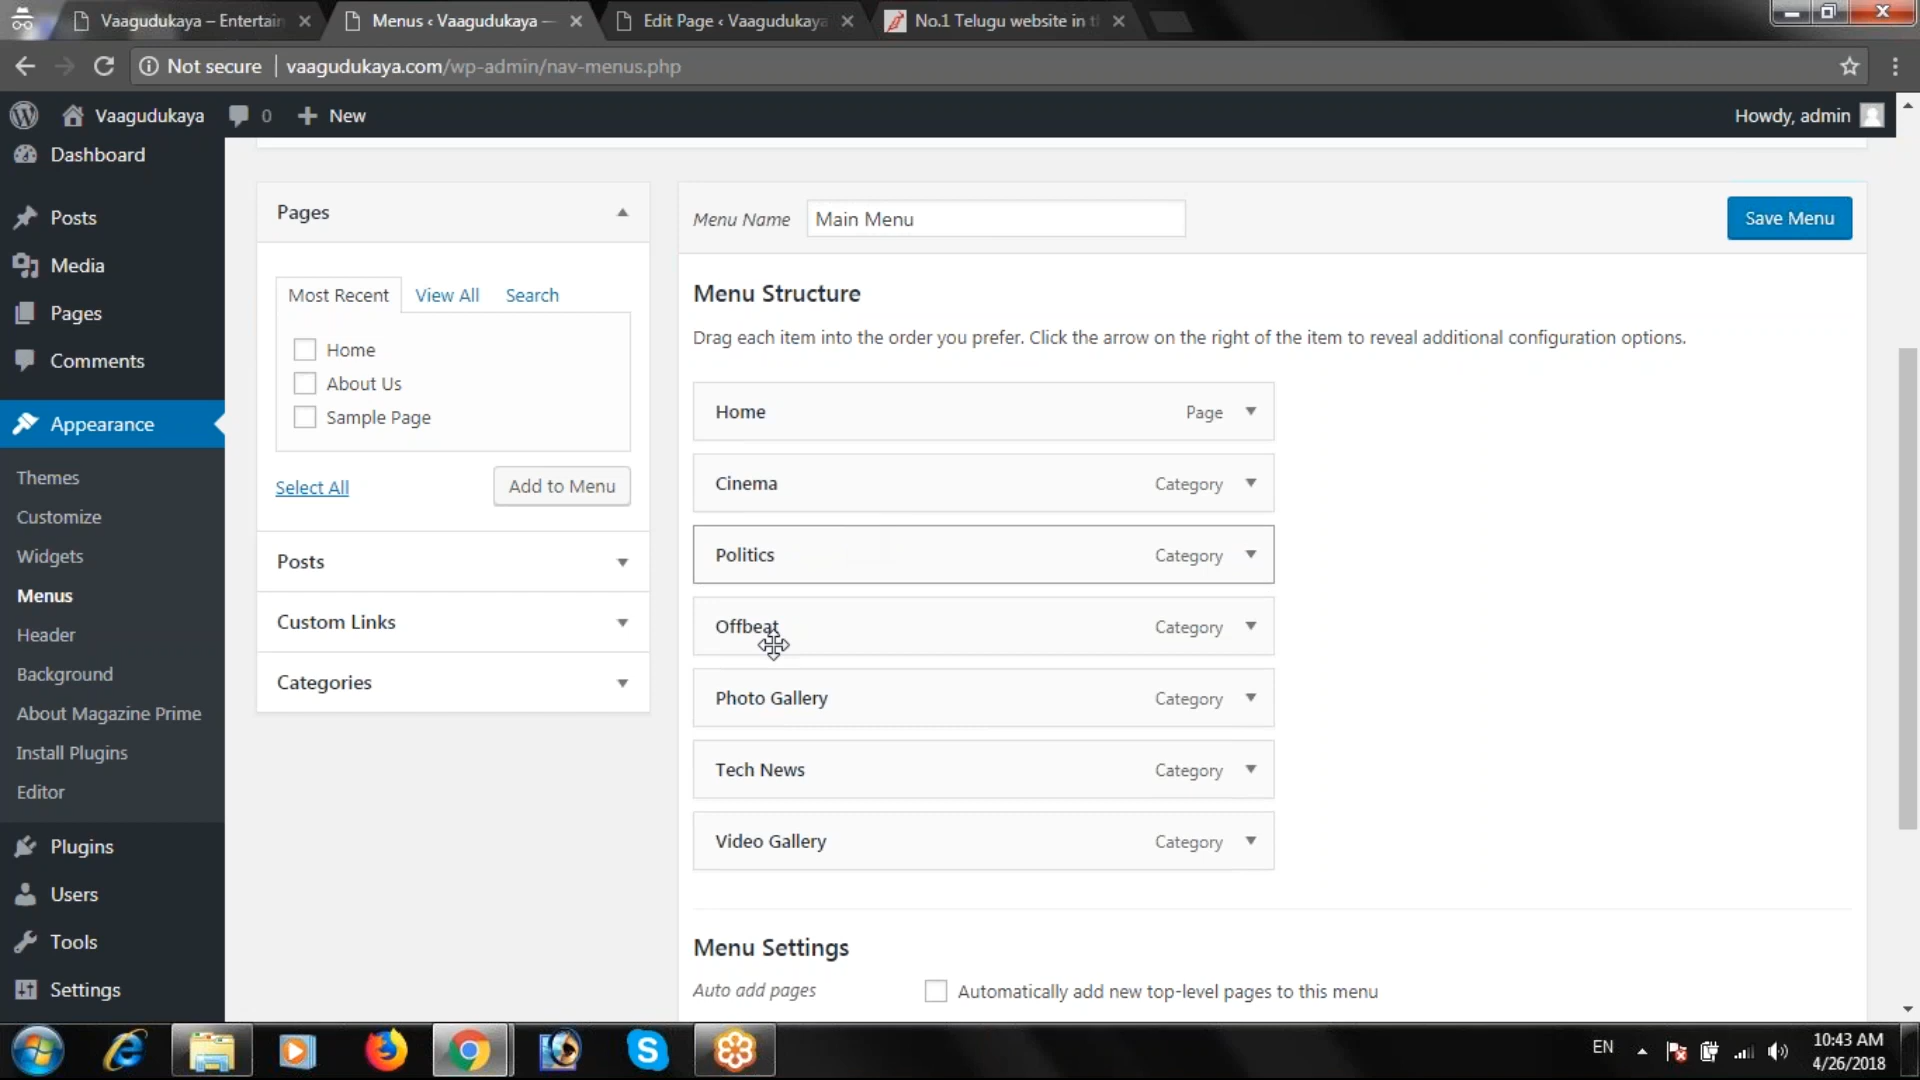 Vaagudukaya – Entertain
Menus ‹ Vaagudukaya —
Edit Page ‹ Vaagudukaya
No.1 Telugu website in t
Not secure
vaagudukaya.com/wp-admin/nav-menus.php
Vaagudukaya
0
New
Howdy, admin
Dashboard
Posts
Media
Pages
Comments
Appearance
Themes
Customize
Widgets
Menus
Header
Background
About Magazine Prime
Install Plugins
Editor
Plugins
Users
Tools
Settings
Pages
Most Recent
View All
Search
Home
About Us
Sample Page
Select All
Add to Menu
Posts
Custom Links
Categories
Menu Name
Main Menu
Save Menu
Menu Structure
Drag each item into the order you prefer. Click the arrow on the right of the item to reveal additional configuration options.
Home
Page
Cinema
Category
Politics
Category
Offbeat
Category
Photo Gallery
Category
Tech News
Category
Video Gallery
Category
Menu Settings
Auto add pages
Automatically add new top-level pages to this menu
EN
10:43 AM
4/26/2018